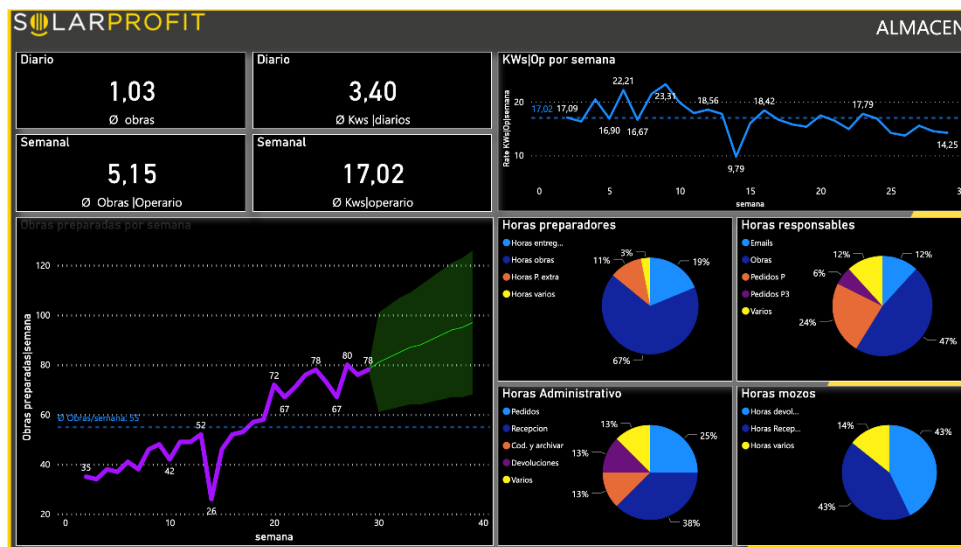 SOLARPROFIT
ALMACEN
Diario
1,03
Ø obras
Diario
3,40
Ø Kws |diarios
Semanal
5,15
Ø Obras |Operario
Semanal
17,02
Ø Kws|operario
KWs|Op por semana
Rate KWs|Op|semana
20
10
17,02
17,09
16,90
22,21
16,67
23,31
18,56
9,79
18,42
17,79
14,25
0
5
10
15
20
25
semana
Obras preparadas por semana
Obras preparadas|semana
120
100
80
60
40
20
Ø Obras/semana: 55
35
42
52
26
72
67
78
67
80
78
0
10
20
30
40
semana
Horas preparadores
Horas entreg...
Horas obras
Horas P. extra
Horas varios
3%
11%
19%
67%
Horas responsables
Emails
Obras
Pedidos P
Pedidos P3
Varios
12%
12%
6%
24%
47%
Horas Administrativo
Pedidos
Recepcion
Cod. y archivar
Devoluciones
Varios
13%
25%
13%
13%
38%
Horas mozos
Horas devol...
Horas Recep...
Horas varios
14%
43%
43%